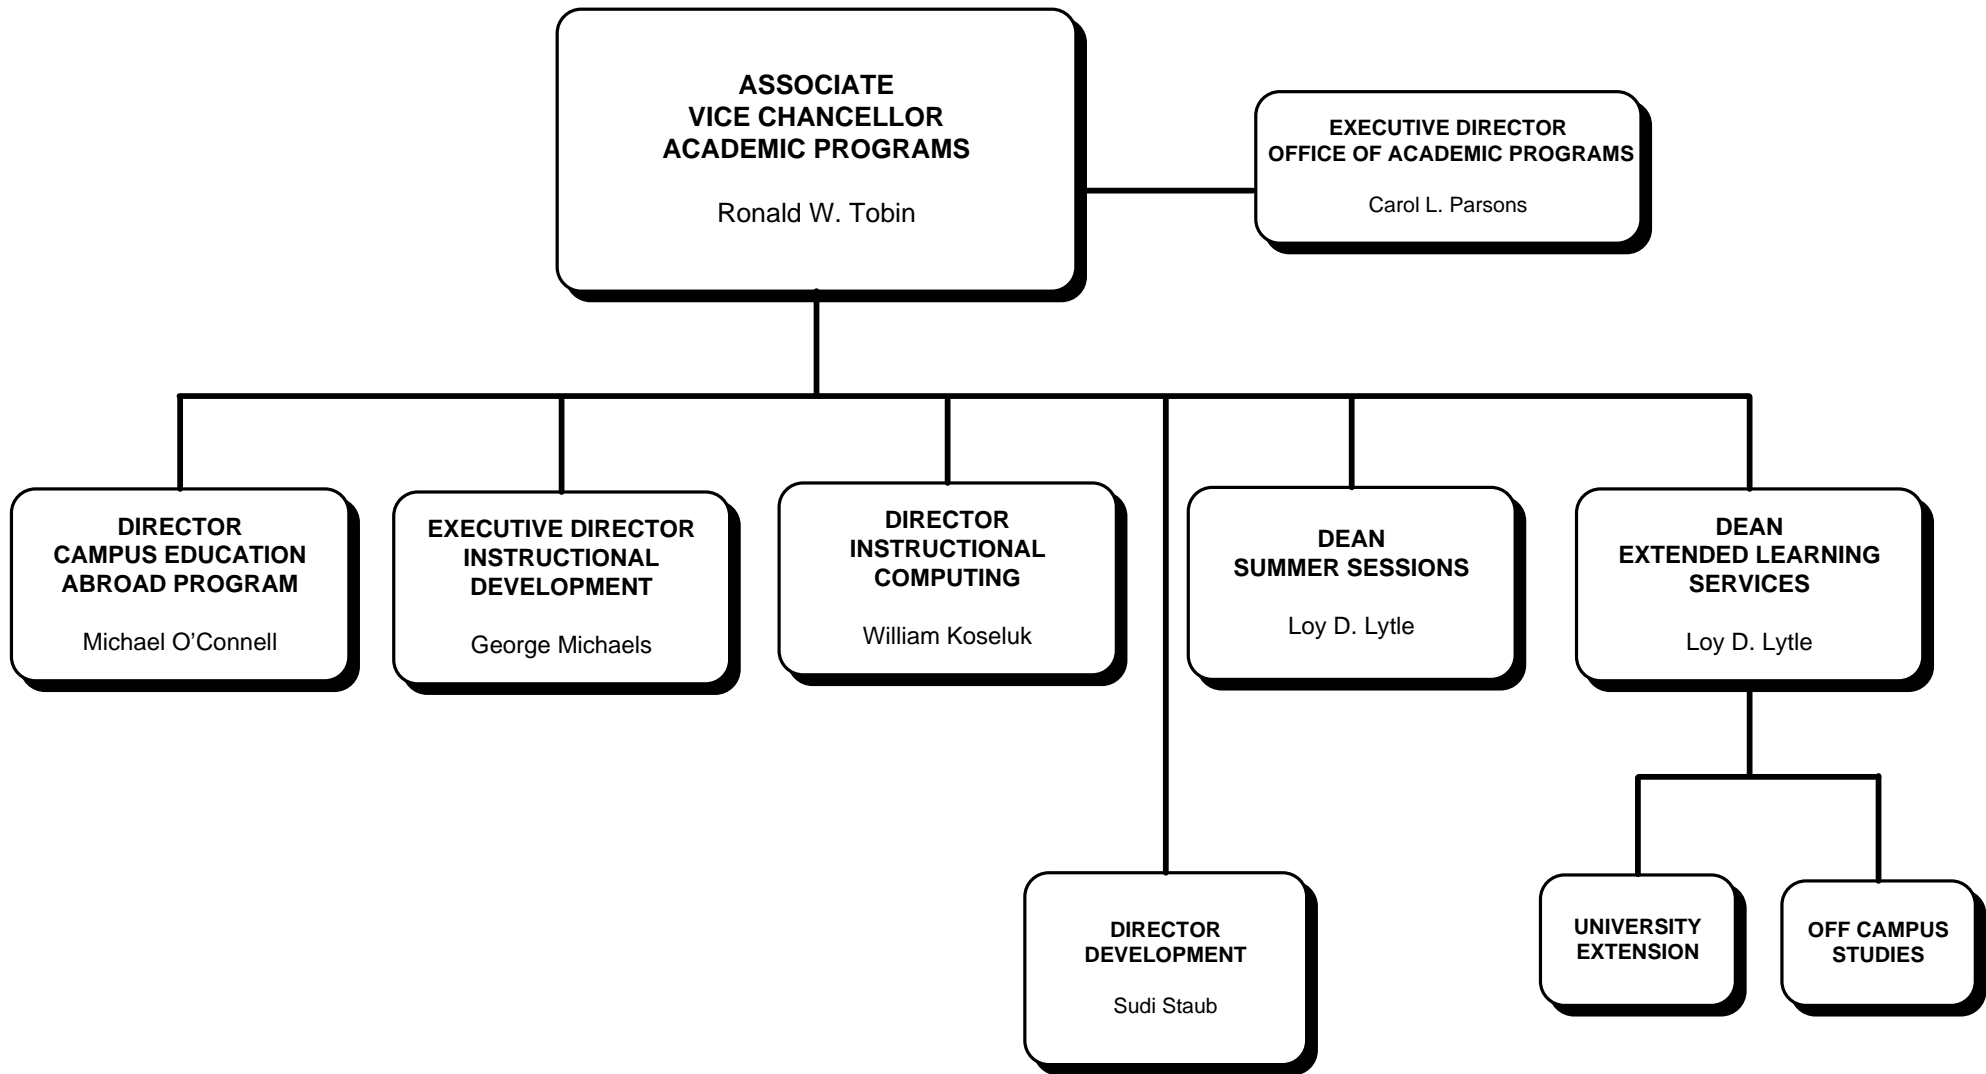 ASSOCIATE
VICE CHANCELLOR
ACADEMIC PROGRAMS
Ronald W. Tobin
EXECUTIVE DIRECTOR
OFFICE OF ACADEMIC PROGRAMS
Carol L. Parsons
DIRECTOR
CAMPUS EDUCATION
ABROAD PROGRAM
Michael O’Connell
EXECUTIVE DIRECTOR
INSTRUCTIONAL
DEVELOPMENT
George Michaels
DIRECTOR
INSTRUCTIONAL
COMPUTING
William Koseluk
DEAN
SUMMER SESSIONS
Loy D. Lytle
DEAN
EXTENDED LEARNING
SERVICES
Loy D. Lytle
DIRECTOR
DEVELOPMENT
Sudi Staub
UNIVERSITY
EXTENSION
OFF CAMPUS
STUDIES